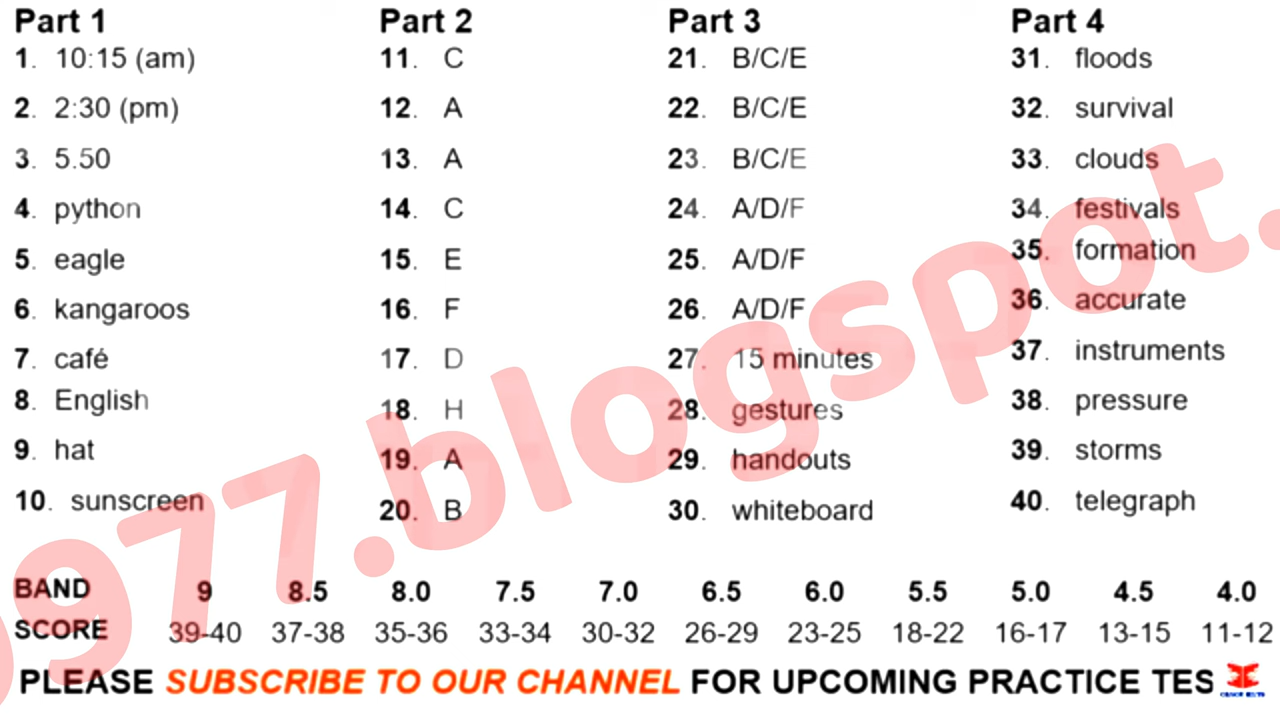 Part 1
1. 10:15 (am)
2. 2:30 (pm)
3. 5.50
4. python
5. eagle
6. kangaroos
7. café
8. English
9. hat
10. sunscreen
Part 2
11. C
12. A
13. A
14. C
15. E
16. F
17. D
18. H
19. A
20. B
Part 3
21. B/C/E
22. B/C/E
23. B/C/E
24. A/D/F
25. A/D/F
26. A/D/F
27. 15 minutes
28. gestures
29. handouts
30. whiteboard
Part 4
31. floods
32. survival
33. clouds
34. festivals
35. formation
36. accurate
37. instruments
38. pressure
39. storms
40. telegraph
BAND 9 8.5 8.0 7.5 7.0 6.5 6.0 5.5 5.0 4.5 4.0
SCORE 39-40 37-38 35-36 33-34 30-32 26-29 23-25 18-22 16-17 13-15 11-12
PLEASE SUBSCRIBE TO OUR CHANNEL FOR UPCOMING PRACTICE TES
977.blogspot.